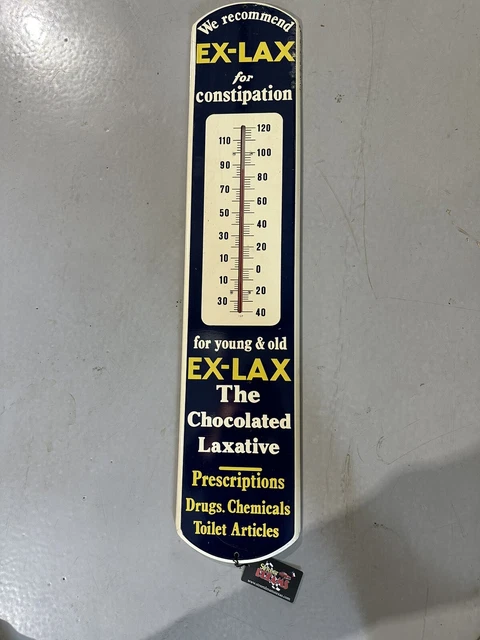 We recommend
EX-LAX
for
constipation
120
110
100
90
80
70
60
50
40
30
20
10
0
10
20
30
40
for young & old
EX-LAX
The
Chocolated
Laxative
Prescriptions
Drugs. Chemicals
Toilet Articles